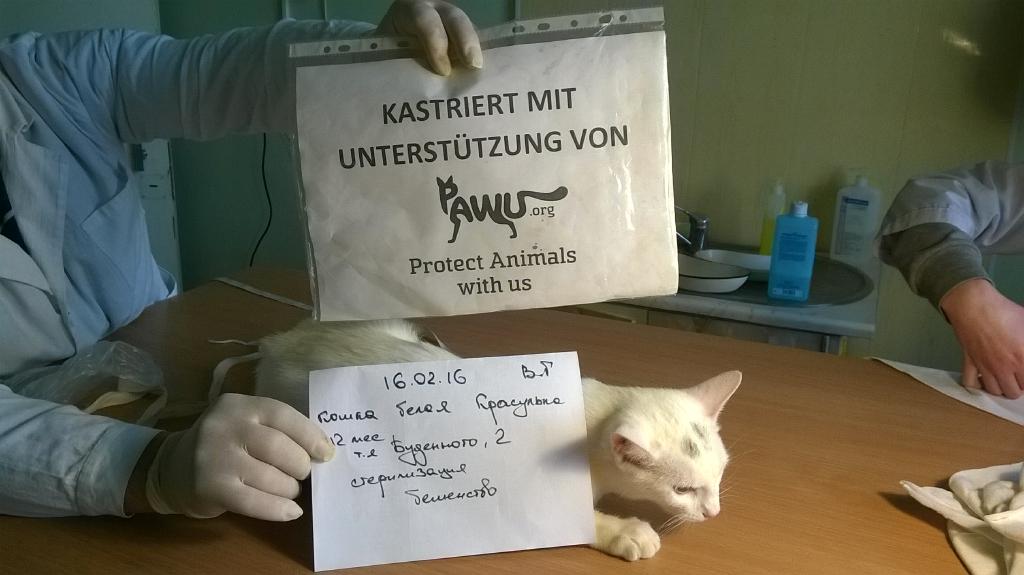 KASTRIERT MIT
UNTERSTÜTZUNG VON
PAWU.org
Protect Animals
with us
16.02.16 В.Г
кошка белая Красулька
12 мес
т.я Буденного, 2
стерилизация
бешенство